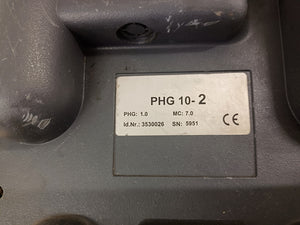 PHG 10-2
PHG: 1.0 MC: 7.0
Id.Nr.: 3530026 SN: 5951 CE